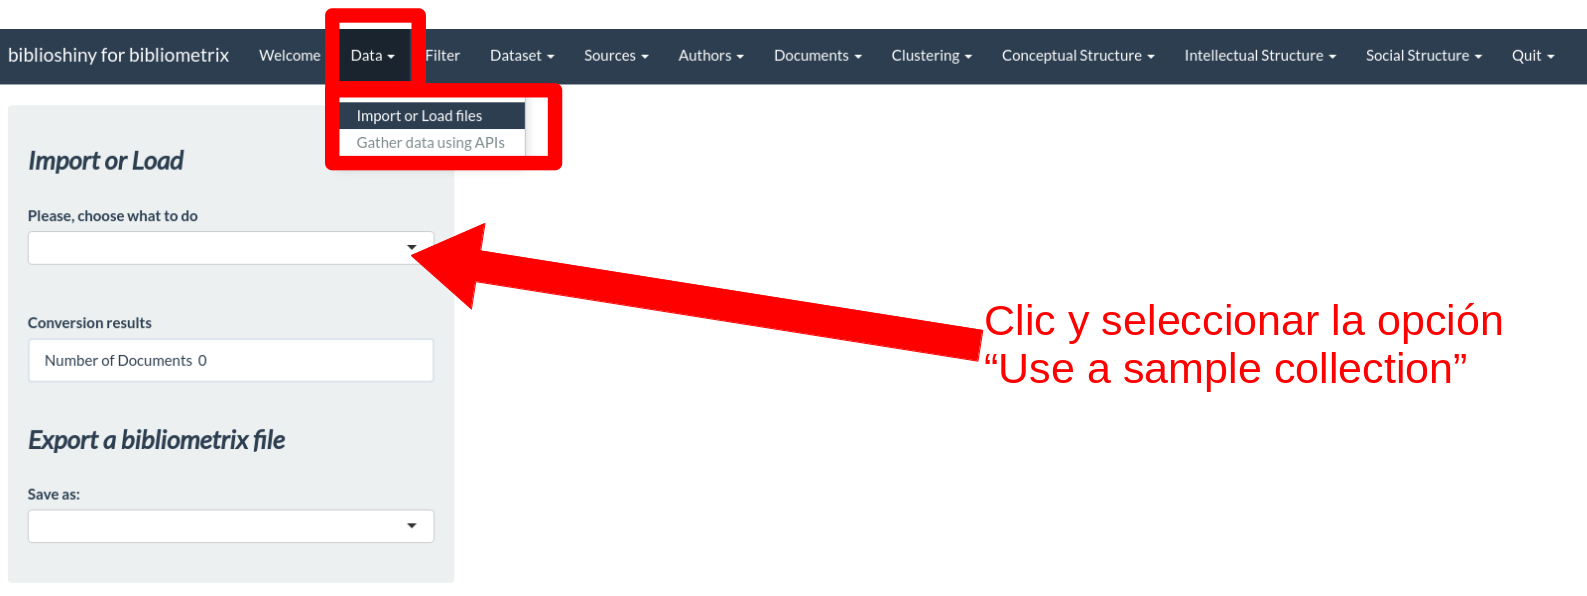 biblioshiny for bibliometrix Welcome Data Filter Dataset Sources Authors Documents Clustering Conceptual Structure Intellectual Structure Social Structure Quit
Import or Load files
Gather data using APIs
Import or Load
Please, choose what to do
Conversion results
Number of Documents 0
Export a bibliometrix file
Save as:
Clic y seleccionar la opción
“Use a sample collection”